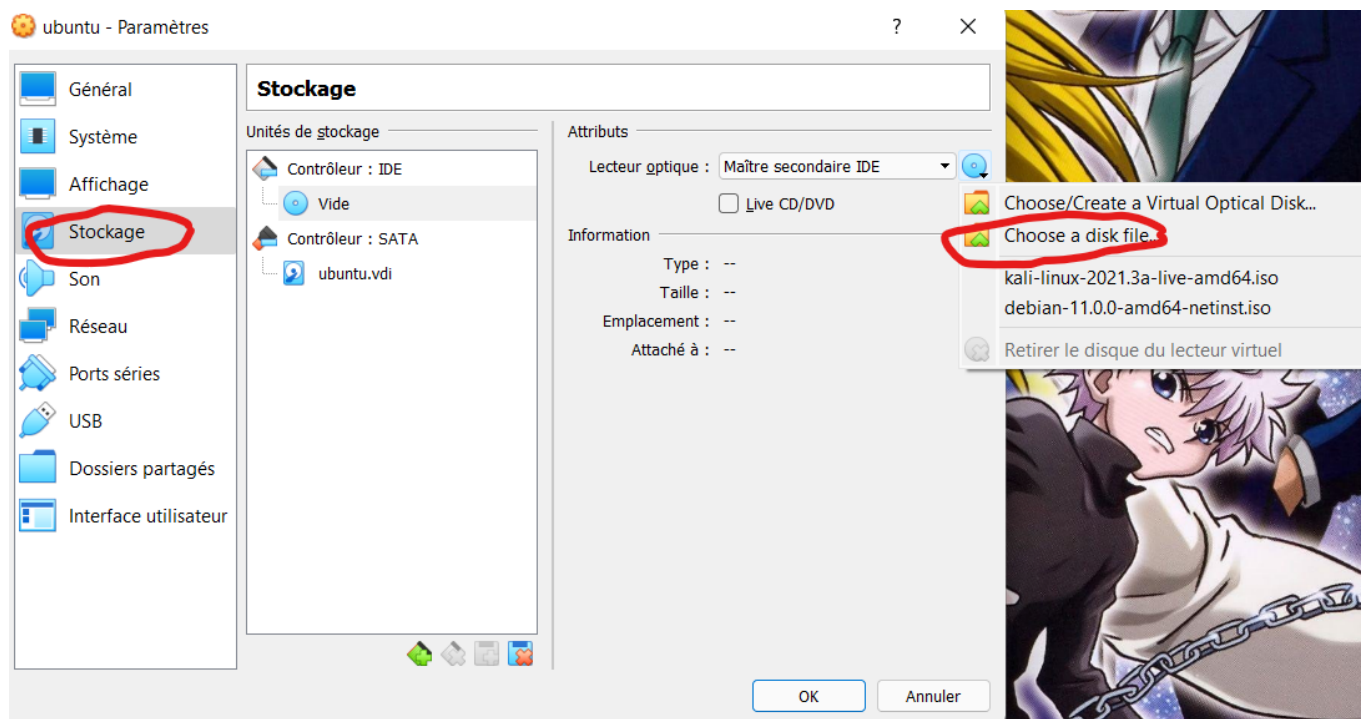 ubuntu - Paramètres
?
Général
Système
Affichage
Stockage
Son
Réseau
Ports séries
USB
Dossiers partagés
Interface utilisateur
Stockage
Unités de stockage
Contrôleur : IDE
Vide
Contrôleur : SATA
ubuntu.vdi
Attributs
Lecteur optique : Maître secondaire IDE
Live CD/DVD
Information
Type : --
Taille : --
Emplacement : --
Attaché à : --
Choose/Create a Virtual Optical Disk...
Choose a disk file...
kali-linux-2021.3a-live-amd64.iso
debian-11.0.0-amd64-netinst.iso
Retirer le disque du lecteur virtuel
OK
Annuler